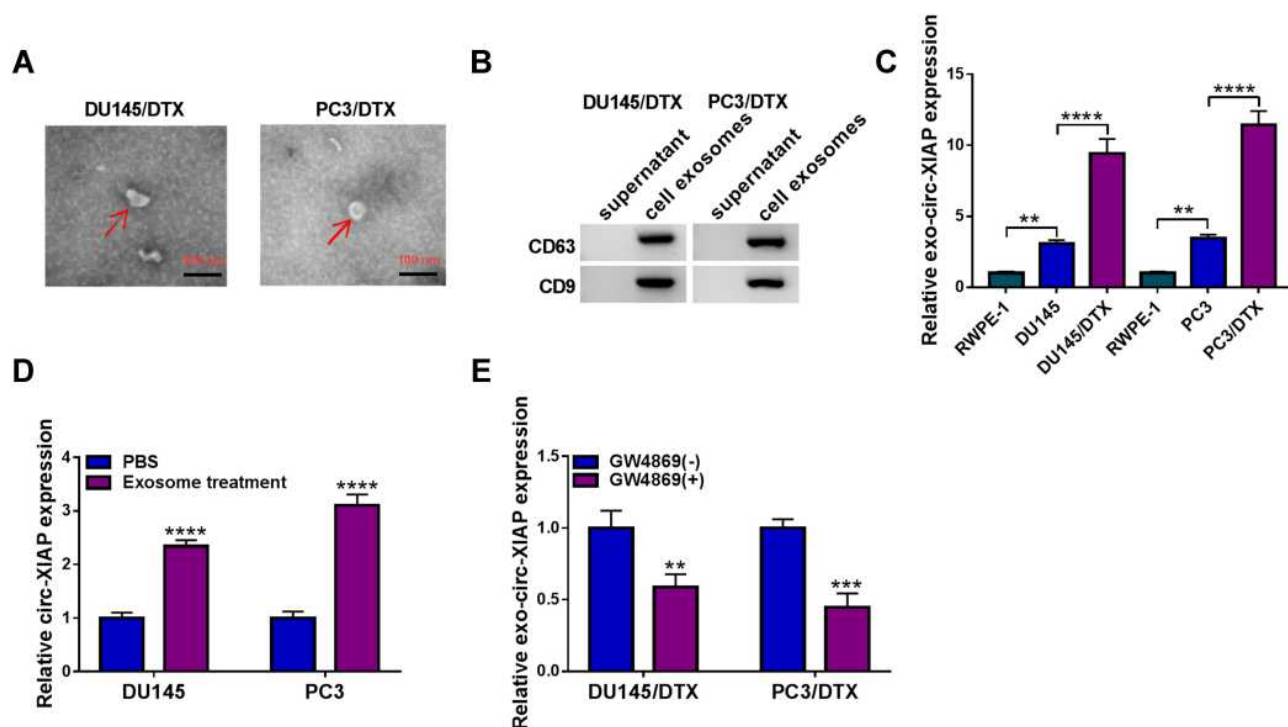 A
DU145/DTX
PC3/DTX
100 nm
B
DU145/DTX PC3/DTX
supernatant
cell exosomes
supernatant
cell exosomes
CD63
CD9
C
Relative exo-circ-XIAP expression
15
10
5
0
**
****
**
****
RWPE-1
DU145
DU145/DTX
RWPE-1
PC3
PC3/DTX
D
Relative circ-XIAP expression
4
3
2
1
0
PBS
Exosome treatment
****
****
DU145
PC3
E
Relative exo-circ-XIAP expression
1.5
1.0
0.5
0.0
GW4869(-)
GW4869(+)
**
***
DU145/DTX
PC3/DTX